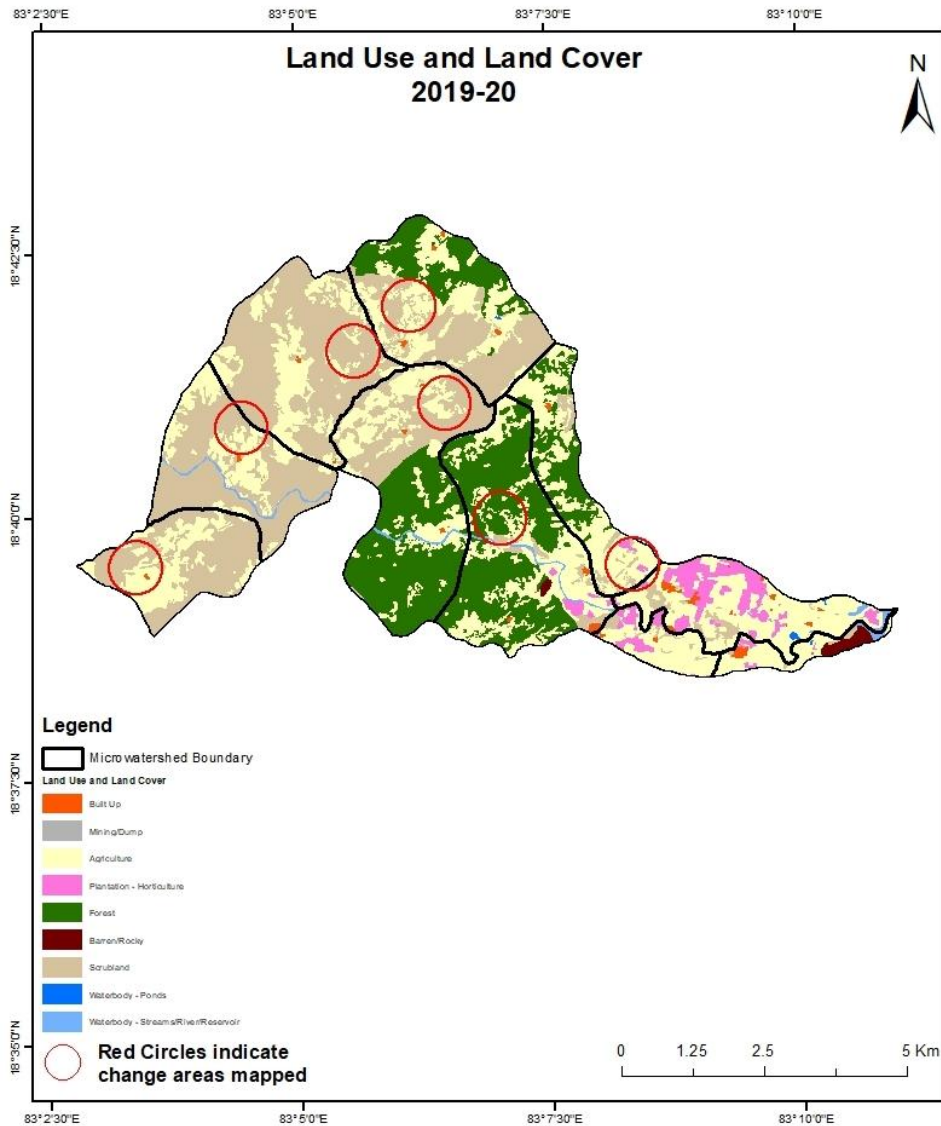 83°2'30"E 83°5'0"E 83°7'30"E 83°10'0"E
Land Use and Land Cover
2019-20
N
18°42'30"N
18°40'0"N
18°37'30"N
18°35'0"N
Legend
Microwatershed Boundary
Land Use and Land Cover
Built Up
Mining/Dump
Agriculture
Plantation - Horticulture
Forest
Barren/Rocky
Scrubland
Waterbody - Ponds
Waterbody - Streams/River/Reservoir
Red Circles indicate
change areas mapped
0 1.25 2.5 5 Km
83°2'30"E 83°5'0"E 83°7'30"E 83°10'0"E